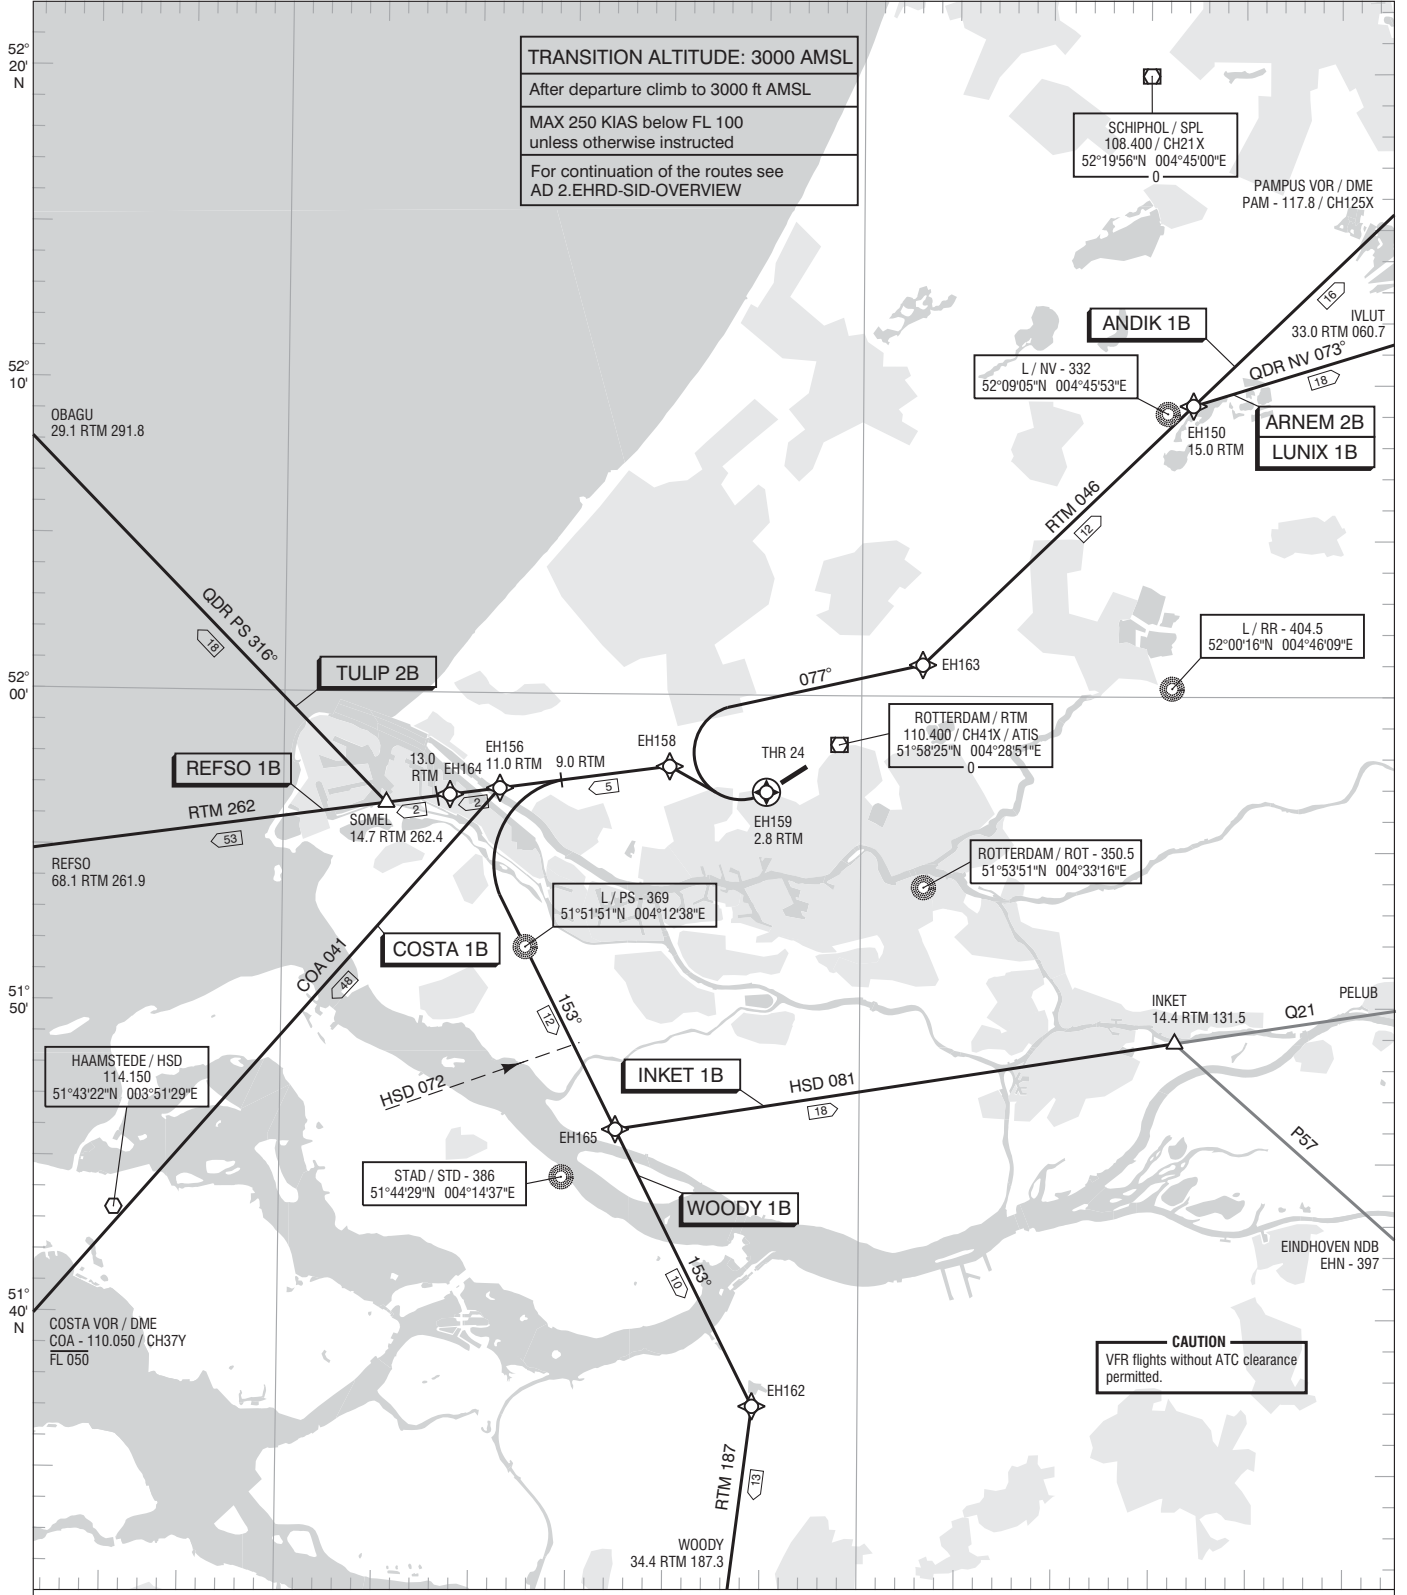 52°
20'
N
TRANSITION ALTITUDE: 3000 AMSL
After departure climb to 3000 ft AMSL
MAX 250 KIAS below FL 100
unless otherwise instructed
For continuation of the routes see
AD 2.EHRD-SID-OVERVIEW
SCHIPHOL / SPL
108.400 / CH21X
52°19'56"N 004°45'00"E
0
PAMPUS VOR / DME
PAM - 117.8 / CH125X
16
ANDIK 1B
IVLUT
33.0 RTM 060.7
QDR NV 073°
18
L / NV - 332
52°09'05"N 004°45'53"E
52°
10'
OBAGU
29.1 RTM 291.8
EH150
15.0 RTM
ARNEM 2B
LUNIX 1B
RTM 046
12
QDR PS 316°
18
L / RR - 404.5
52°00'16"N 004°46'09"E
TULIP 2B
52°
00'
077°
EH163
ROTTERDAM / RTM
110.400 / CH41X / ATIS
51°58'25"N 004°28'51"E
0
EH158
THR 24
EH156
11.0 RTM
9.0 RTM
13.0
RTM
EH164
REFSO 1B
5
2
2
RTM 262
53
SOMEL
14.7 RTM 262.4
EH159
2.8 RTM
REFSO
68.1 RTM 261.9
ROTTERDAM / ROT - 350.5
51°53'51"N 004°33'16"E
L / PS - 369
51°51'51"N 004°12'38"E
COSTA 1B
COA 041
48
51°
50'
153°
12
INKET
14.4 RTM 131.5
PELUB
Q21
HAAMSTEDE / HSD
114.150
51°43'22"N 003°51'29"E
HSD 072
INKET 1B
HSD 081
18
EH165
P57
STAD / STD - 386
51°44'29"N 004°14'37"E
WOODY 1B
EINDHOVEN NDB
EHN - 397
153°
10
51°
40'
N
COSTA VOR / DME
COA - 110.050 / CH37Y
FL 050
CAUTION
VFR flights without ATC clearance
permitted.
EH162
RTM 187
13
WOODY
34.4 RTM 187.3